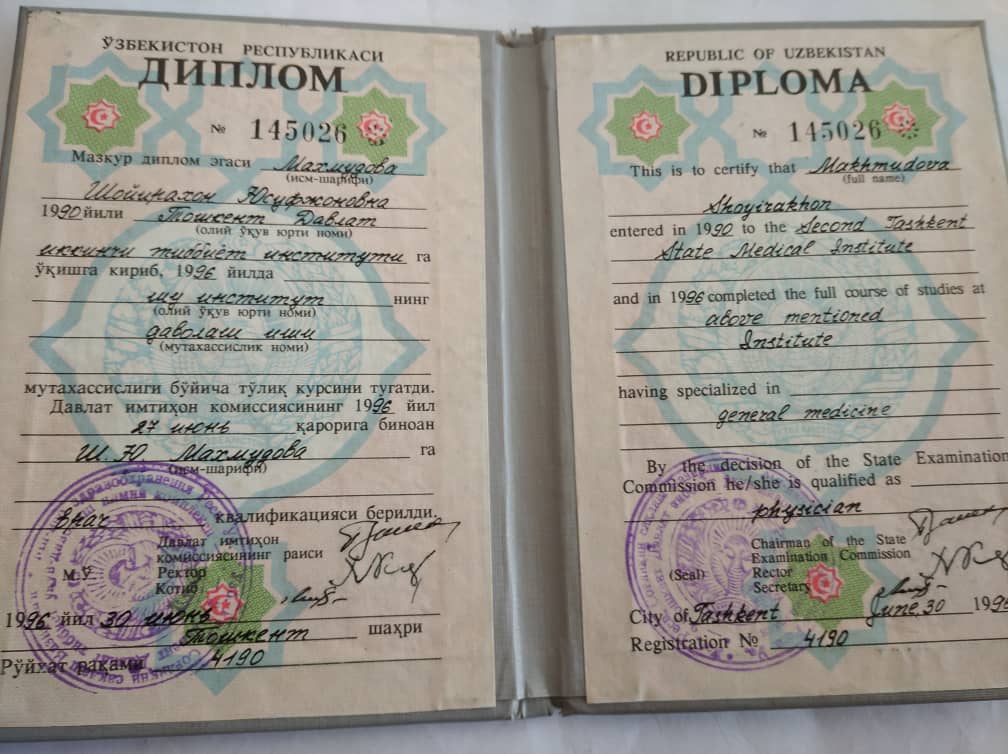 ЎЗБЕКИСТОН РЕСПУБЛИКАСИ
ДИПЛОМ
№ 145026
Мазкур диплом эгаси Махмудова
(исм-шарифи)
Шойирахон Юсуфжоновна
1990 йили Тошкент Давлат
(олий ўқув юрти номи)
иккинчи тиббиёт институти га
ўқишга кириб, 1996 йилда
шу институт нинг
(олий ўқув юрти номи)
даволаш иши
(мутахассислик номи)
мутахассислиги бўйича тўлиқ курсини тугатди.
Давлат имтиҳон комиссиясининг 1996 йил
27 июнь қарорига биноан
Ш. Ю. Махмудова га
(исм-шарифи)
врач квалификацияси берилди.
Давлат имтиҳон
комиссиясининг раиси
М.Ў. Ректор
Котиб
1996 йил 30 июнь
Тошкент шаҳри
Рўйхат рақами 4190
REPUBLIC OF UZBEKISTAN
DIPLOMA
№ 145026
This is to certify that Makhmudova
(full name)
Shoyirakhon
entered in 1990 to the Second Tashkent
State Medical Institute
and in 1996 completed the full course of studies at
above mentioned
Institute
having specialized in
general medicine
By the decision of the State Examination
Commission he/she is qualified as
physician
Chairman of the State
Examination Commission
(Seal) Rector
Secretary
City of Tashkent June 30 1996
Registration № 4190